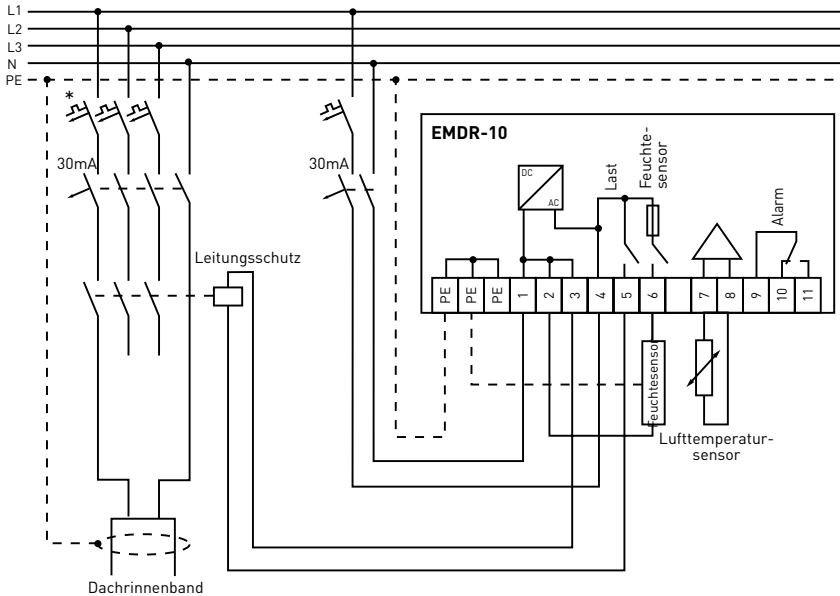 L1
L2
L3
N
PE
*
30mA
30mA
EMDR-10
DC
AC
Last
Feuchte-
sensor
Alarm
Leitungsschutz
PE
PE
PE
1
2
3
4
5
6
7
8
9
10
11
Feuchtesensor
Lufttemperatur-
sensor
Dachrinnenband